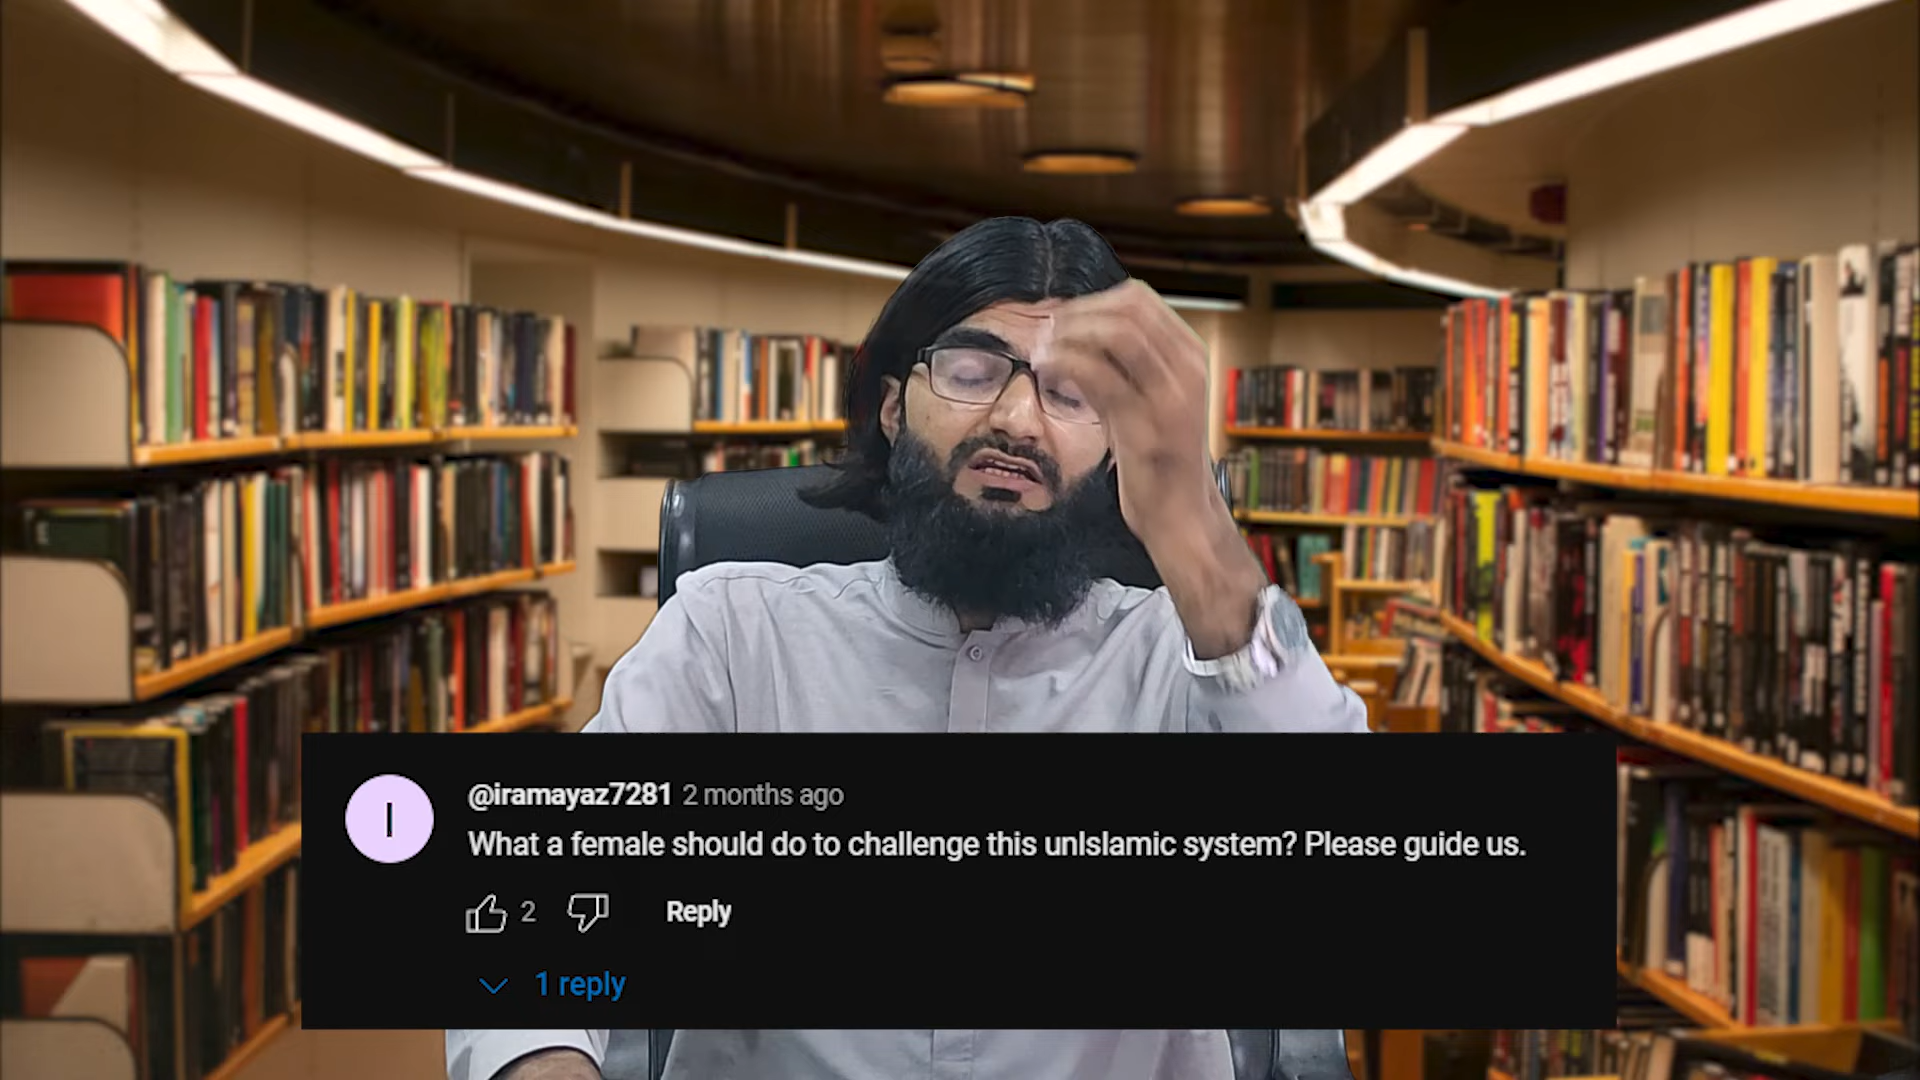 I
@iramayaz7281 2 months ago
What a female should do to challenge this unIslamic system? Please guide us.
2 Reply
1 reply